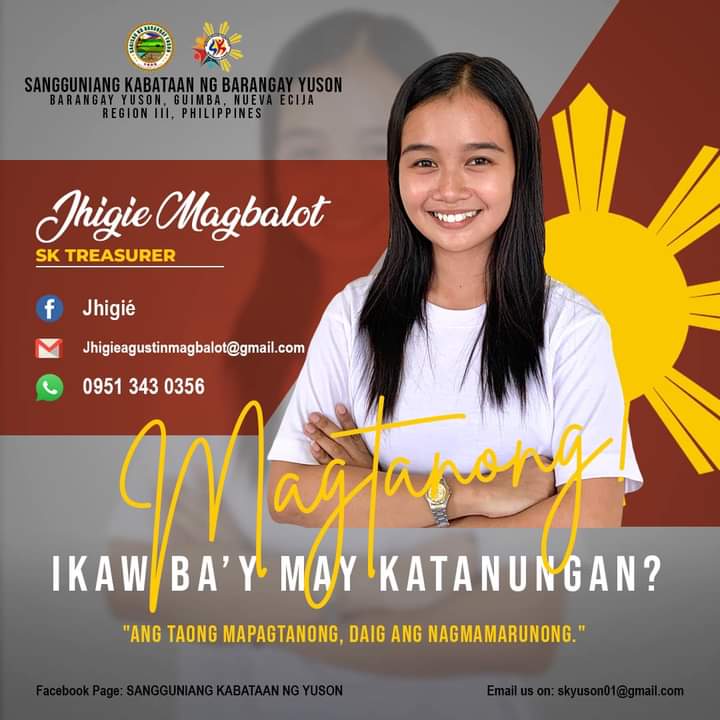 SANGGUNIANG KABATAAN NG BARANGAY YUSON
BARANGAY YUSON, GUIMBA, NUEVA ECIJA
REGION III, PHILIPPINES
Jhigie Magbalot
SK TREASURER
Jhigié
Jhigieagustinmagbalot@gmail.com
0951 343 0356
Magtanong!
IKAW BA'Y MAY KATANUNGAN?
"ANG TAONG MAPAGTANONG, DAIG ANG NAGMAMARUNONG."
Facebook Page: SANGGUNIANG KABATAAN NG YUSON
Email us on: skyuson01@gmail.com